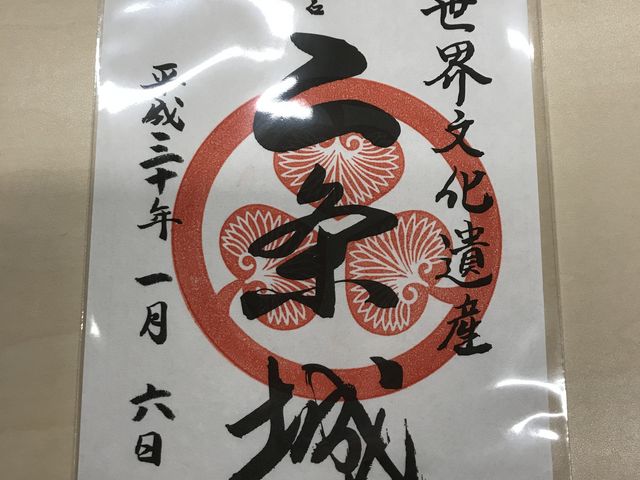 世界文化遺産
二条城
平成三十年 一月 六日